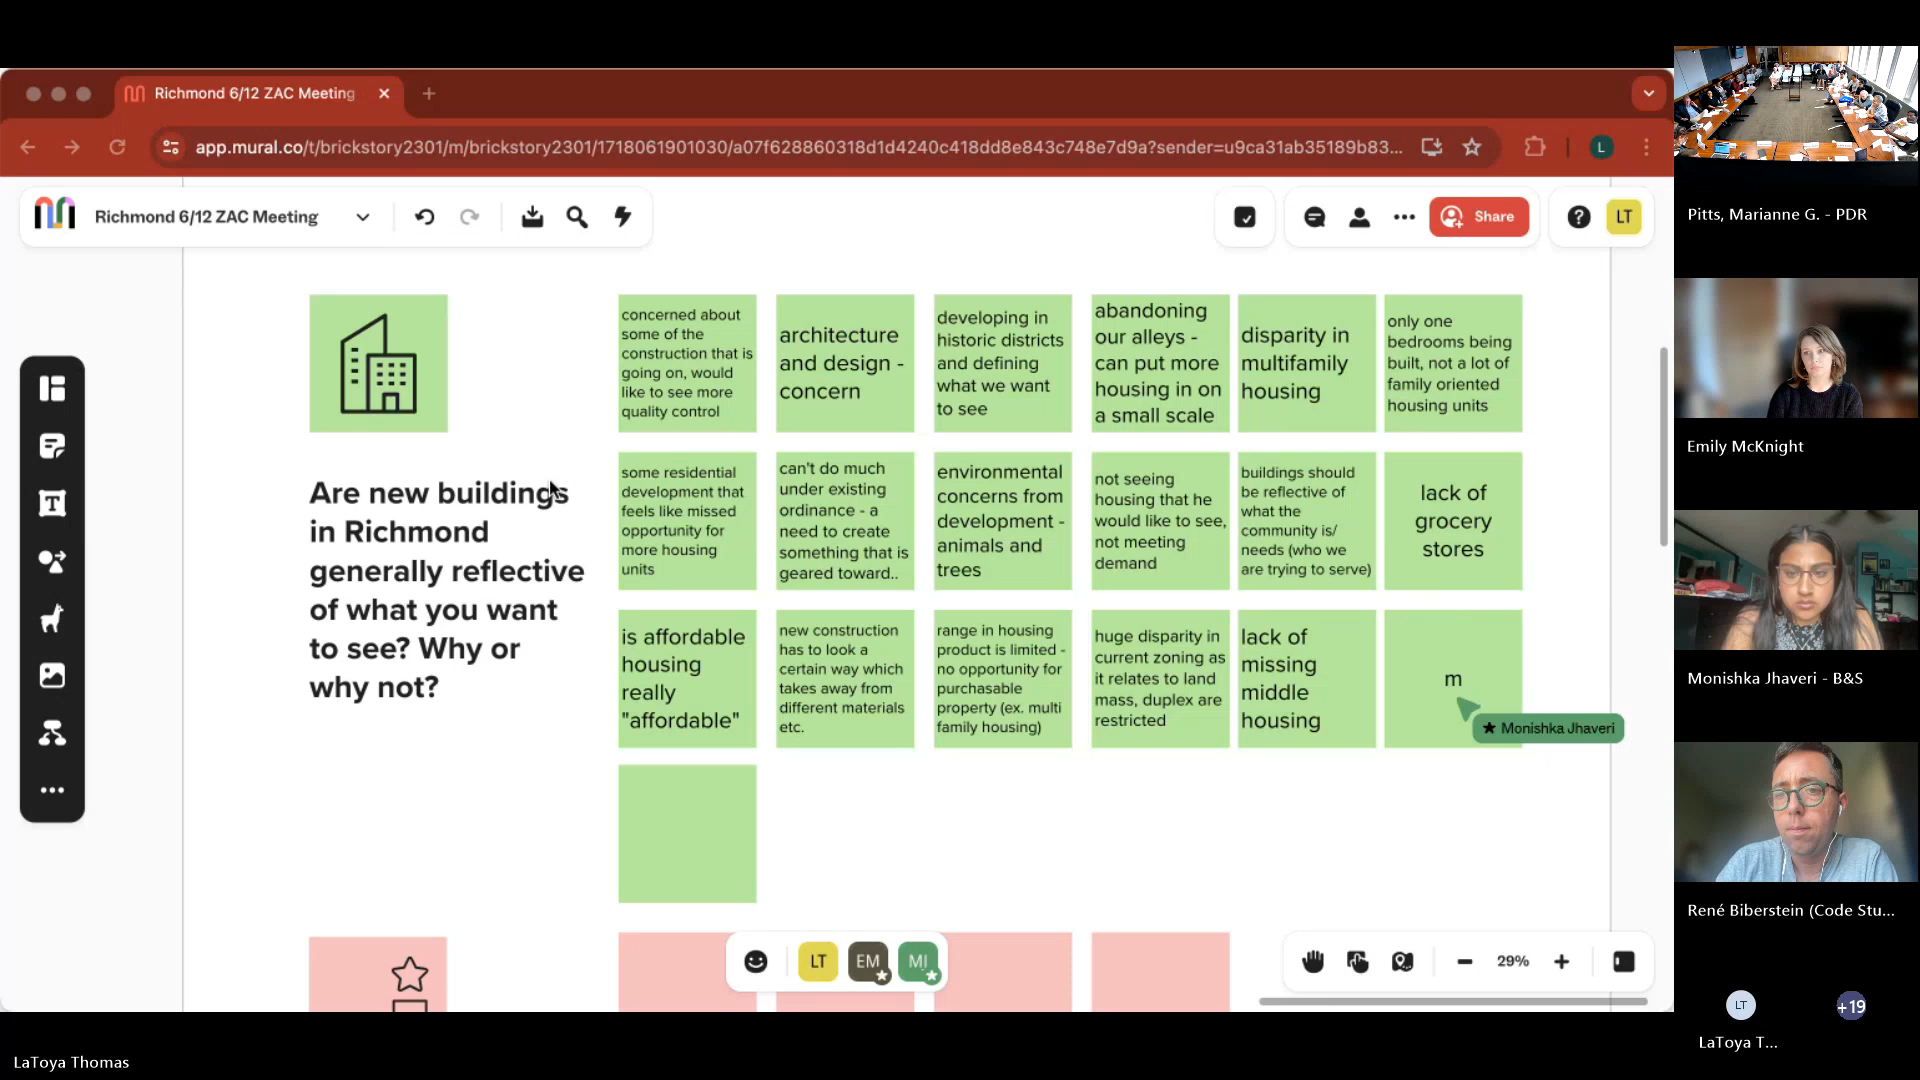 Richmond 6/12 ZAC Meeting
app.mural.co/t/brickstory2301/m/brickstory2301/1718061901030/a07f628860318d1d4240c418dd8e843c748e7d9a?sender=u9ca31ab35189b83...
L
Richmond 6/12 ZAC Meeting
Share
LT
Are new buildings
in Richmond
generally reflective
of what you want
to see? Why or
why not?
concerned about
some of the
construction that is
going on, would
like to see more
quality control
architecture
and design -
concern
developing in
historic districts
and defining
what we want
to see
abandoning
our alleys -
can put more
housing in on
a small scale
disparity in
multifamily
housing
only one
bedrooms being
built, not a lot of
family oriented
housing units
some residential
development that
feels like missed
opportunity for
more housing
units
can't do much
under existing
ordinance - a
need to create
something that is
geared toward..
environmental
concerns from
development -
animals and
trees
not seeing
housing that he
would like to see,
not meeting
demand
buildings should
be reflective of
what the
community is/
needs (who we
are trying to serve)
lack of
grocery
stores
is affordable
housing
really
"affordable"
new construction
has to look a
certain way which
takes away from
different materials
etc.
range in housing
product is limited -
no opportunity for
purchasable
property (ex. multi
family housing)
huge disparity in
current zoning as
it relates to land
mass, duplex are
restricted
lack of
missing
middle
housing
m
Monishka Jhaveri
LT
EM
MJ
29%
Pitts, Marianne G. - PDR
Emily McKnight
Monishka Jhaveri - B&S
René Biberstein (Code Stu...
LT
+19
LaToya T...
LaToya Thomas